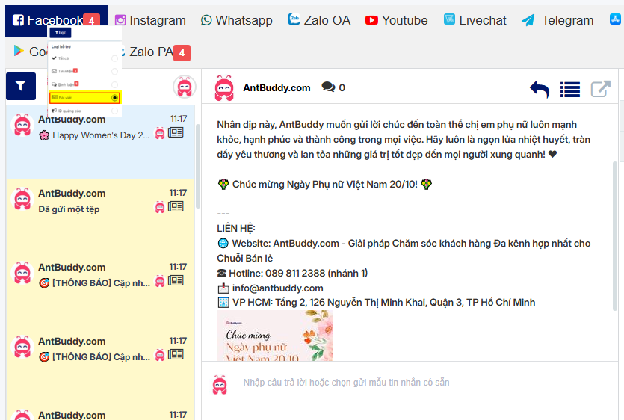 Facebook 4
Instagram
Whatsapp
Zalo OA
Youtube
Livechat
Telegram
Go
Zalo PA 4
AntBuddy.com 0
AntBuddy.com 11:17
Happy Women's Day 2...
AntBuddy.com 11:17
Đã gửi một tệp
AntBuddy.com 11:17
🎯 [THÔNG BÁO] Cập nh...
AntBuddy.com 11:17
🎯 [THÔNG BÁO] Cập nh...
AntBuddy.com 11:17
Nhân dịp này, AntBuddy muốn gửi lời chúc đến toàn thể chị em phụ nữ luôn mạnh
khỏe, hạnh phúc và thành công trong mọi việc. Hãy luôn là ngọn lửa nhiệt huyết, tràn
đầy yêu thương và lan tỏa những giá trị tốt đẹp đến mọi người xung quanh! ❤
💐 Chúc mừng Ngày Phụ nữ Việt Nam 20/10! 💐
---
LIÊN HỆ:
🌐 Website: AntBuddy.com - Giải pháp Chăm sóc khách hàng Đa kênh hợp nhất cho
Chuỗi Bán lẻ
☎ Hotline: 089 811 2388 (nhánh 1)
📩 info@antbuddy.com
🏢 VP HCM: Tầng 2, 126 Nguyễn Thị Minh Khai, Quận 3, TP Hồ Chí Minh
Chúc mừng
Ngày phụ nữ
Việt Nam 20.10
Nhập câu trả lời hoặc chọn gửi mẫu tin nhắn có sẵn